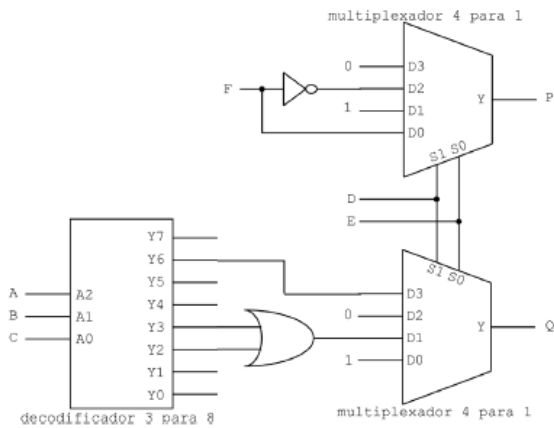 multiplexador 4 para 1
0
D3
F
D2
Y
P
1
D1
D0
S1 S0
D
E
Y7
Y6
S1 S0
Y5
A
A2
Y4
D3
B
A1
Y3
0
D2
Y
Q
C
A0
Y2
D1
Y1
1
D0
Y0
decodificador 3 para 8
multiplexador 4 para 1